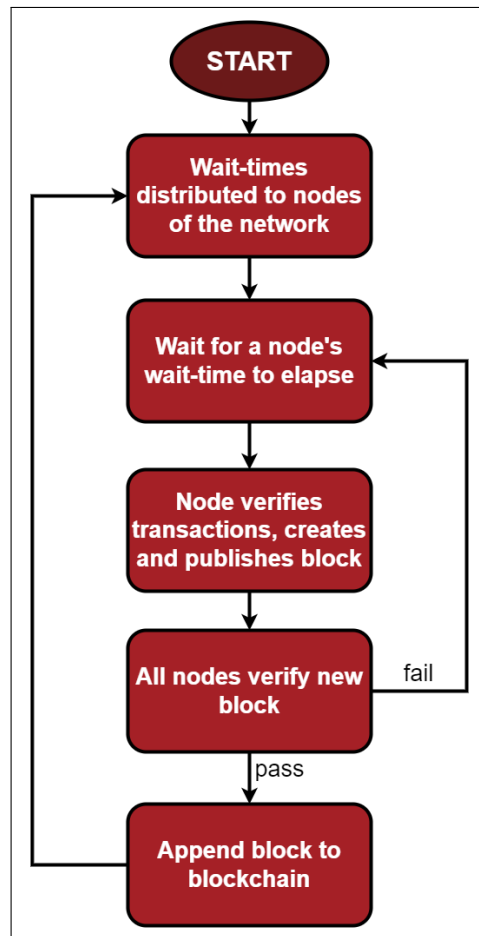 START
Wait-times
distributed to nodes
of the network
Wait for a node's
wait-time to elapse
Node verifies
transactions, creates
and publishes block
All nodes verify new
block
fail
pass
Append block to
blockchain